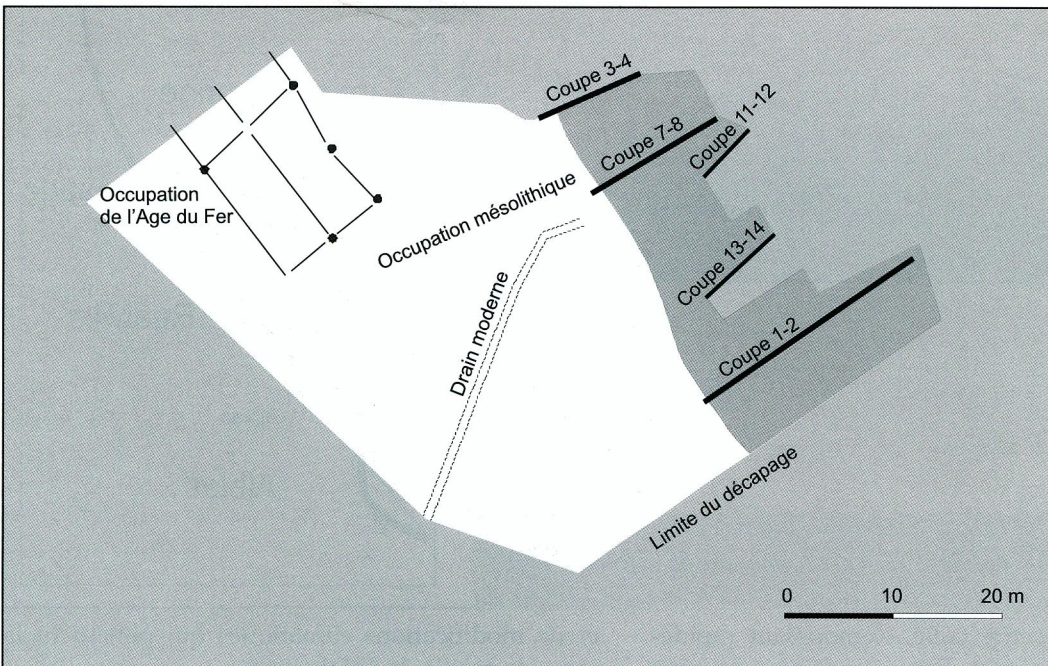 Coupe 3-4
Coupe 7-8
Coupe 11-12
Occupation
de l'Age du Fer
Occupation mésolithique
Coupe 13-14
Drain moderne
Coupe 1-2
Limite du décapage
0 10 20 m